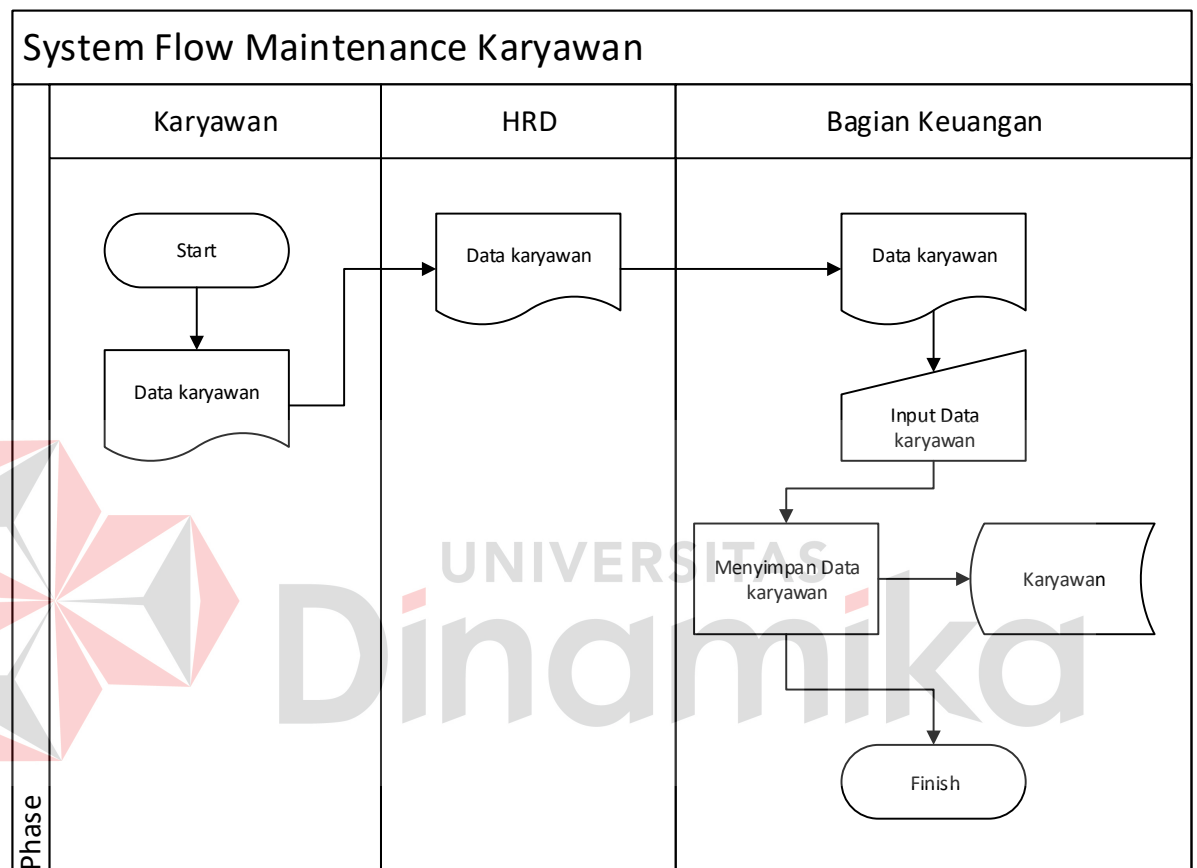 System Flow Maintenance Karyawan
Karyawan
HRD
Bagian Keuangan
Start
Data karyawan
Data karyawan
Data karyawan
Input Data
karyawan
Menyimpan Data
karyawan
Karyawan
Finish
Phase
UNIVERSITAS
Dinamika